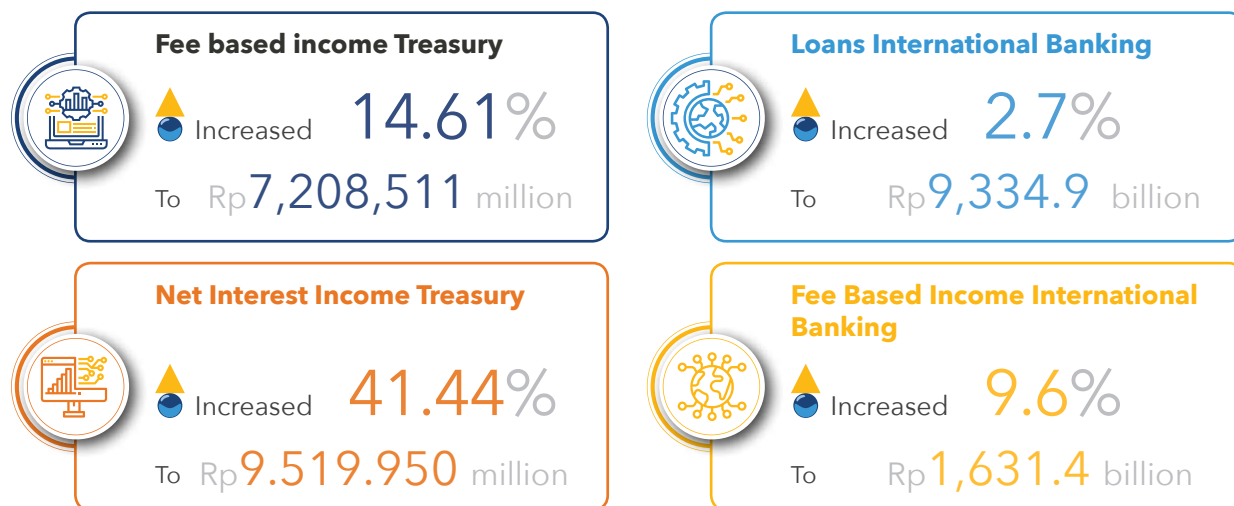 Fee based income Treasury
Increased 14.61%
To Rp7,208,511 million
Loans International Banking
Increased 2.7%
To Rp9,334.9 billion
Net Interest Income Treasury
Increased 41.44%
To Rp9.519.950 million
Fee Based Income International
Banking
Increased 9.6%
To Rp1,631.4 billion